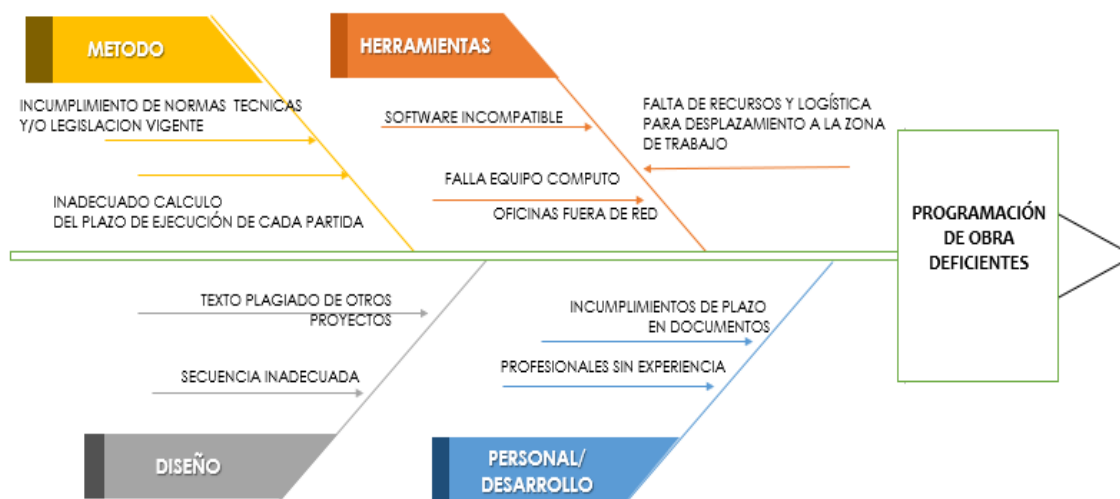 METODO
INCUMPLIMIENTO DE NORMAS TECNICAS
Y/O LEGISLACION VIGENTE
INADECUADO CALCULO
DEL PLAZO DE EJECUCIÓN DE CADA PARTIDA
HERRAMIENTAS
SOFTWARE INCOMPATIBLE
FALLA EQUIPO COMPUTO
OFICINAS FUERA DE RED
FALTA DE RECURSOS Y LOGÍSTICA
PARA DESPLAZAMIENTO A LA ZONA
DE TRABAJO
PROGRAMACIÓN
DE OBRA
DEFICIENTES
TEXTO PLAGIADO DE OTROS
PROYECTOS
SECUENCIA INADECUADA
DISEÑO
INCUMPLIMIENTOS DE PLAZO
EN DOCUMENTOS
PROFESIONALES SIN EXPERIENCIA
PERSONAL/
DESARROLLO